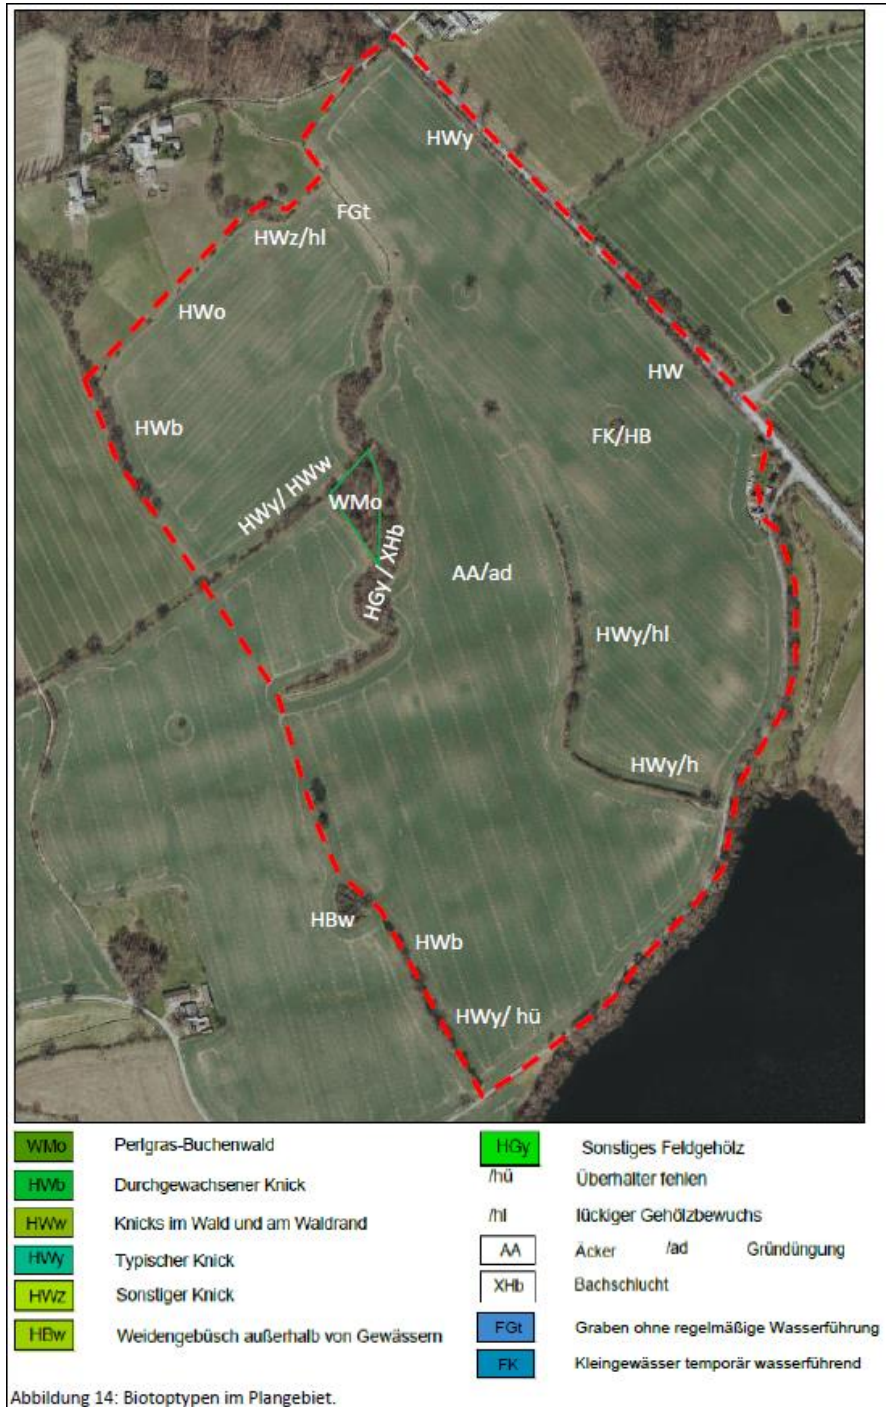 HWy
FGt
HWz/hl
HWo
HW
HWb
FK/HB
HWy/ HWw
WMo
HGy / XHb
AA/ad
HWy/hl
HWy/h
HBw
HWb
HWy/ hü
WMo Perlgras-Buchenwald
HWb Durchgewachsener Knick
HWw Knicks im Wald und am Waldrand
HWy Typischer Knick
HWz Sonstiger Knick
HBw Weidengebüsch außerhalb von Gewässern
HGy Sonstiges Feldgehölz
/hü Überhälter fehlen
/hl lückiger Gehölzbewuchs
AA Äcker /ad Gründüngung
XHb Bachschlucht
FGt Graben ohne regelmäßige Wasserführung
FK Kleingewässer temporär wasserführend
Abbildung 14: Biotoptypen im Plangebiet.